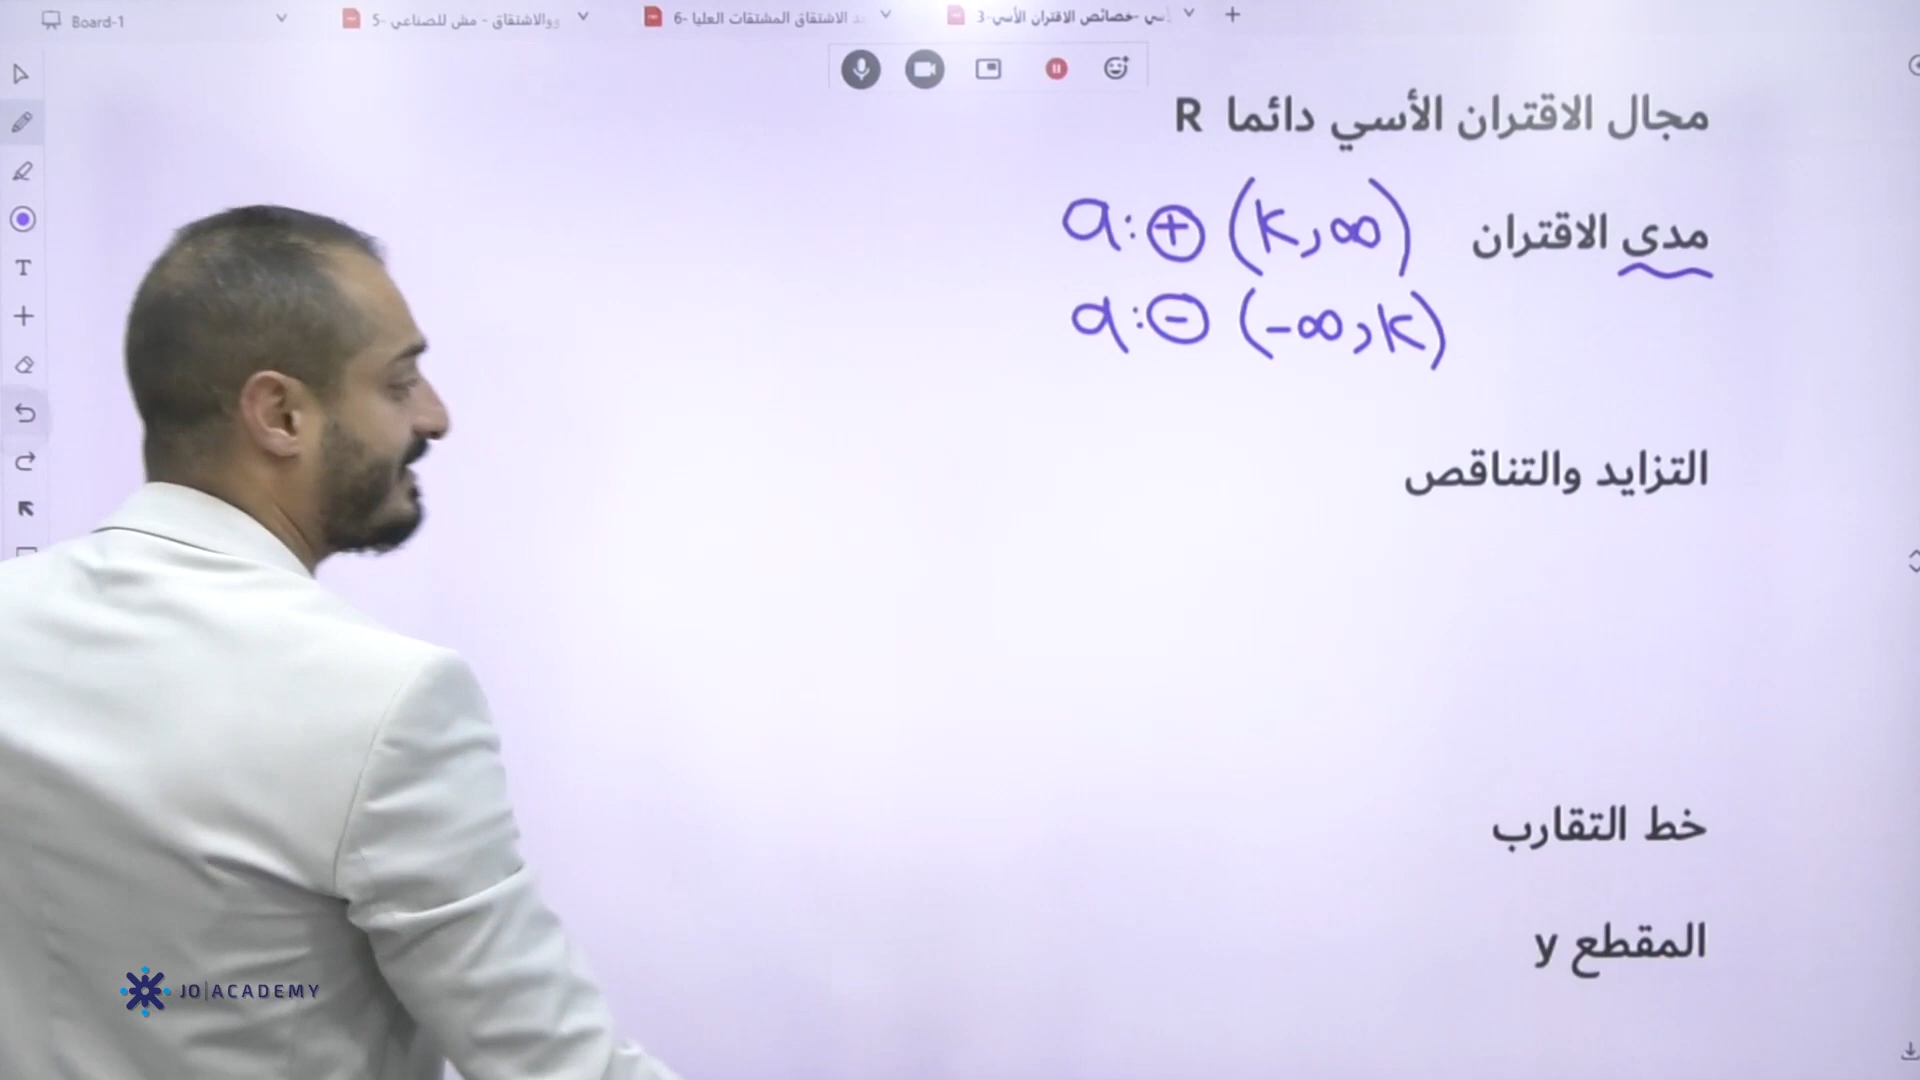 Board-1
5- والاشتقاق - مش للصناعي
6- الاشتقاق المشتقات العليا
3-خصائص الاقتران الأسي-
مجال الاقتران الأسي دائما R
مدى الاقتران a: + (k, ∞)
a: - (-∞, k)
التزايد والتناقص
خط التقارب
المقطع y
T
JO|ACADEMY